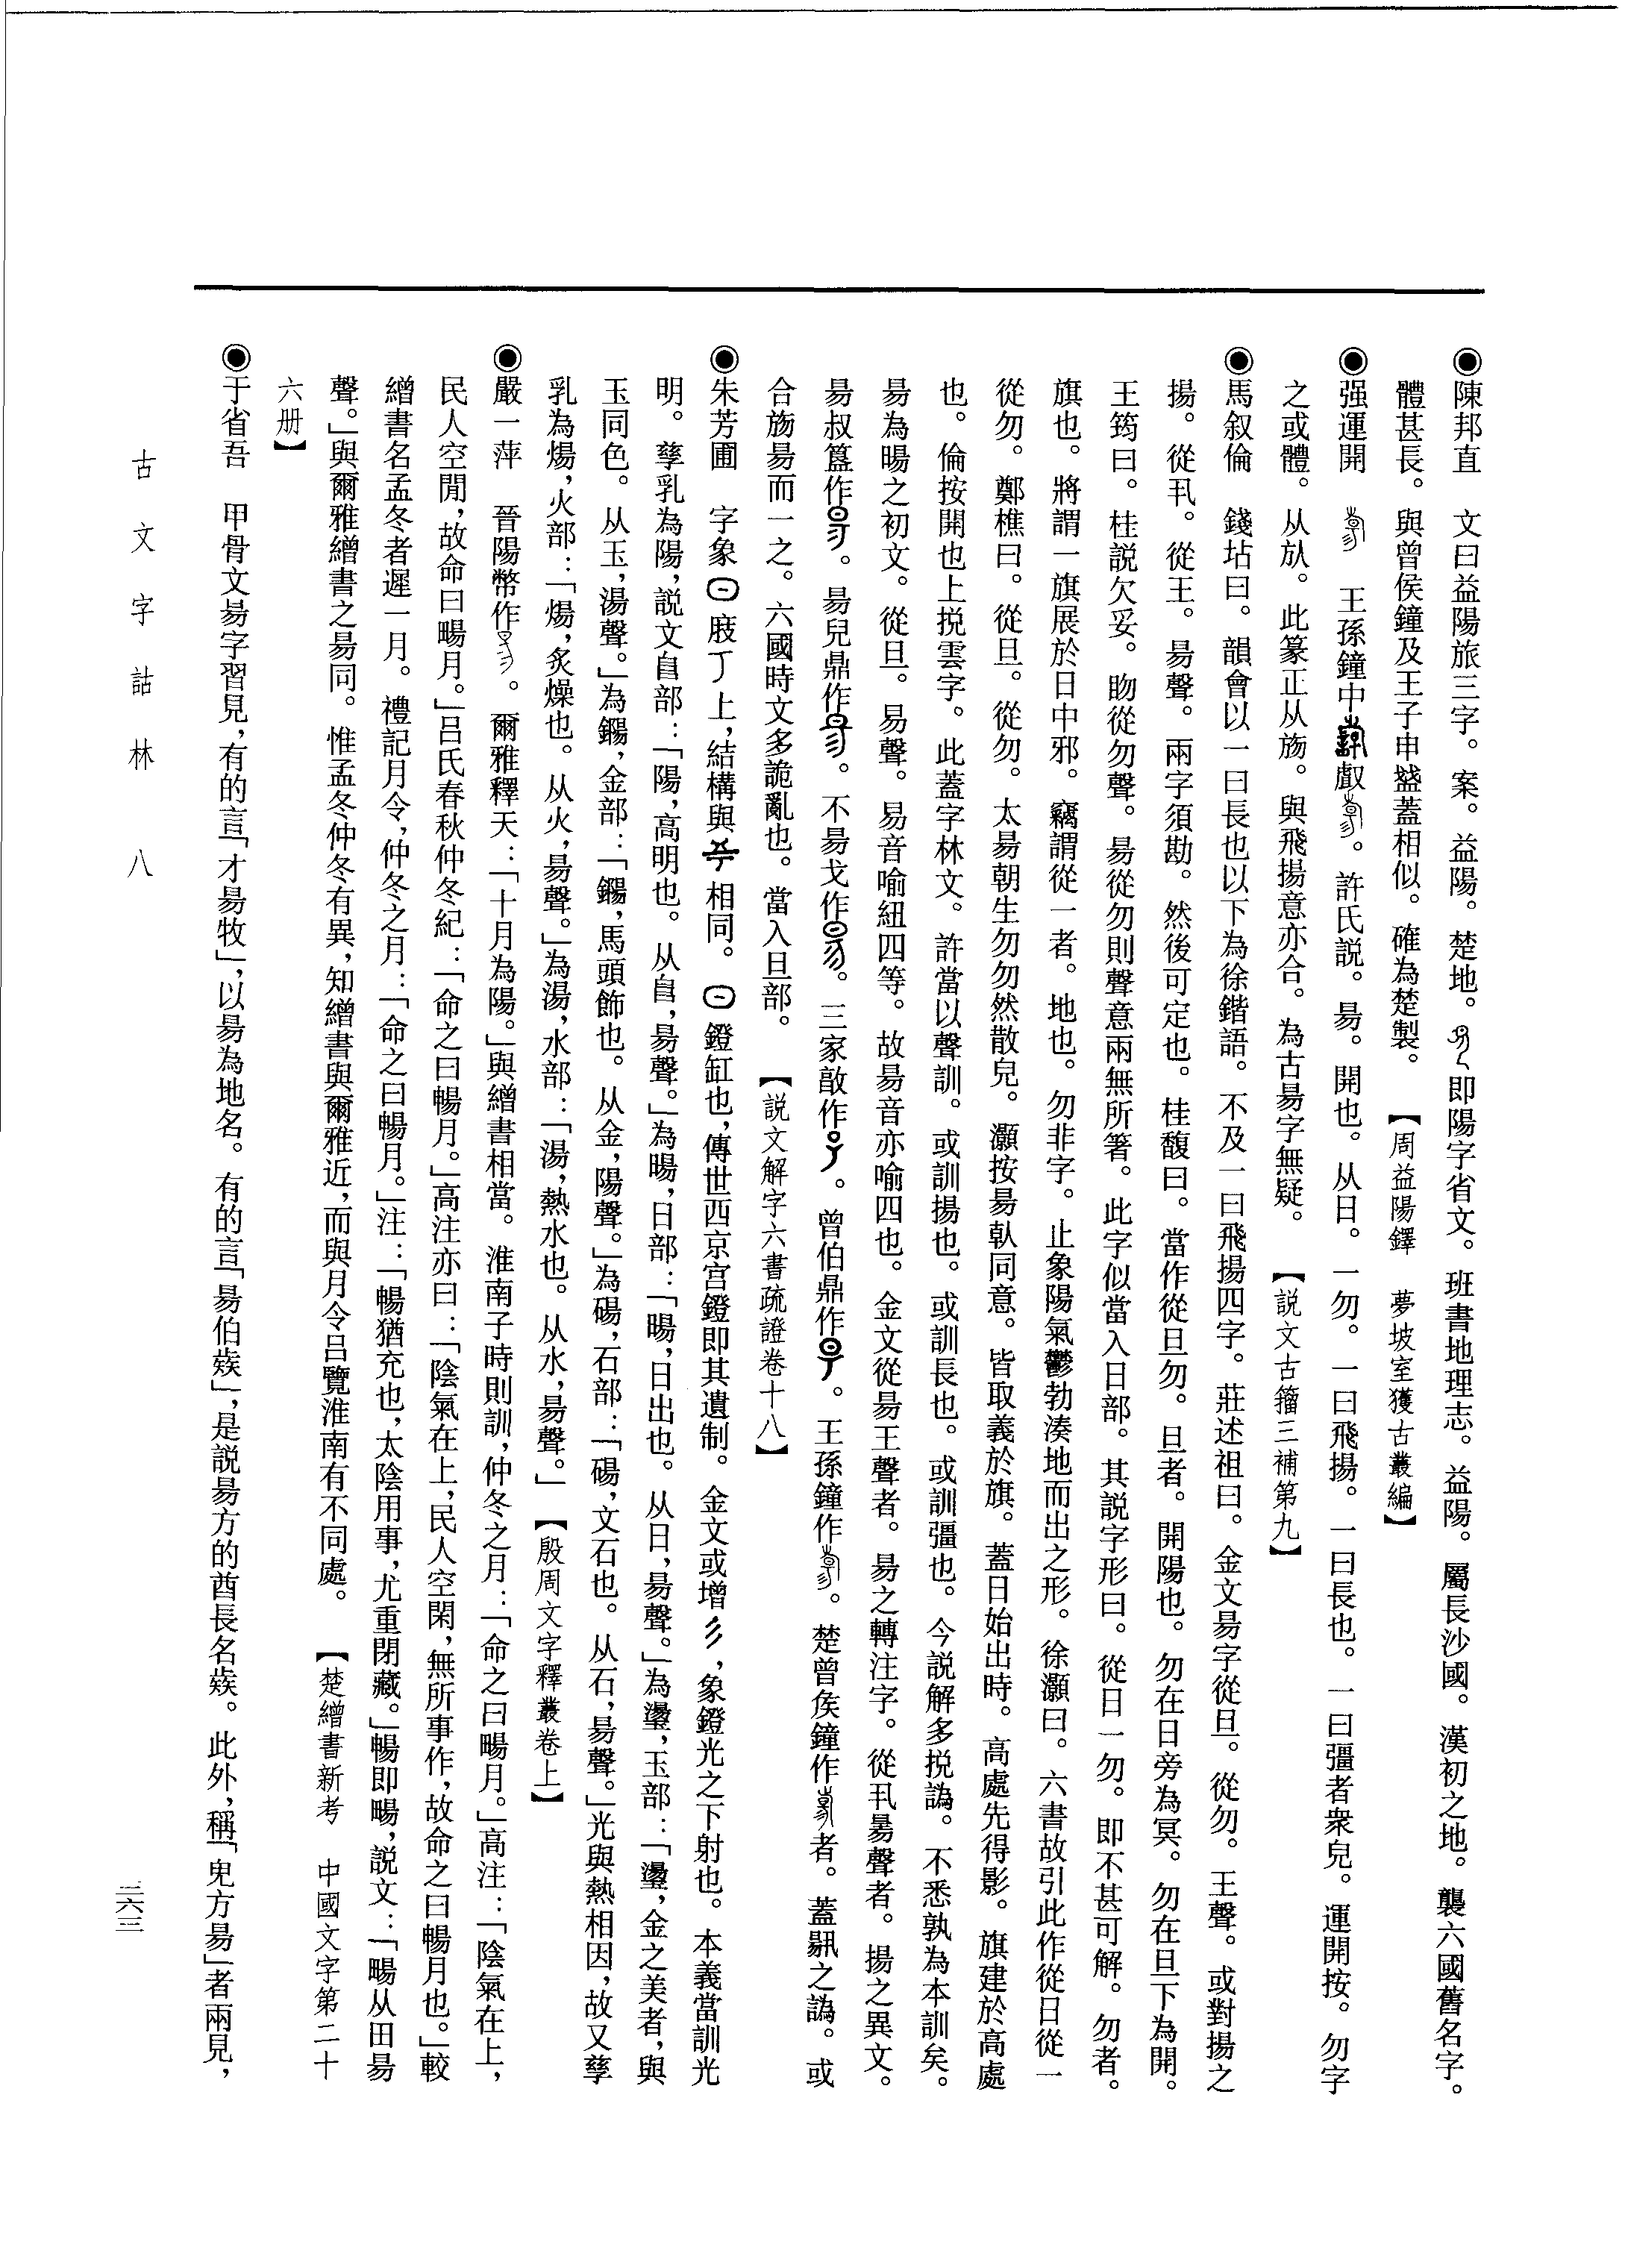 ◉陳邦直　文曰益陽旅三字。案。益陽。楚地。即陽字省文。班書地理志。益陽。屬長沙國。漢初之地。襲六國舊名字。
體甚長。與曾侯鐘及王子申盞蓋相似。確為楚製。【周益陽鐸　夢坡室獲古叢編】
◉强運開　王孫鐘中䮀。許氏説。昜。開也。从日。一勿。一曰飛揚。一曰長也。一曰彊者衆皃。運開按。勿字
之或體。从㫃。此篆正从㫃。與飛揚意亦合。為古昜字無疑。【説文古籀三補第九】
◉馬叙倫　錢坫曰。韻會以一曰長也以下為徐鍇語。不及一曰飛揚四字。莊述祖曰。金文昜字從旦。從勿。王聲。或對揚之
揚。從丮。從王。昜聲。兩字須勘。然後可定也。桂馥曰。當作從旦勿。旦者。開陽也。勿在日旁為冥。勿在旦下為開。
王筠曰。桂説欠妥。昒從勿聲。昜從勿則聲意兩無所箸。此字似當入日部。其説字形曰。從日一勿。即不甚可解。勿者。
旗也。將謂一旗展於日中邪。竊謂從一者。地也。勿非字。止象陽氣鬱勃湊地而出之形。徐灝曰。六書故引此作從日從一
從勿。鄭樵曰。從旦。從勿。太昜朝生勿勿然散皃。灝按昜倝同意。皆取義於旗。蓋日始出時。高處先得影。旗建於高處
也。倫按開也上捝雲字。此蓋字林文。許當以聲訓。或訓揚也。或訓長也。或訓彊也。今説解多捝譌。不悉孰為本訓矣。
昜為暘之初文。從旦。昜聲。昜音喻紐四等。故昜音亦喻四也。金文從昜王聲者。昜之轉注字。從丮昜聲者。揚之異文。
昜叔簋作。昜兒鼎作。不昜戈作。三家敔作。曾伯鼎作。王孫鐘作。楚曾矦鐘作者。蓋䎽之譌。或
合㫃昜而一之。六國時文多詭亂也。當入旦部。【説文解字六書疏證卷十八】
◉朱芳圃　字象庪丁上，結構與相同。鐙缸也，傳世西京宫鐙即其遺制。金文或增彡，象鐙光之下射也。本義當訓光
明。孳乳為陽，説文𨸏部：「陽，高明也。从𨸏，昜聲。」為暘，日部：「暘，日出也。从日，昜聲。」為璗，玉部：「璗，金之美者，與
玉同色。从玉，湯聲。」為鐊，金部：「鐊，馬頭飾也。从金，陽聲。」為碭，石部：「碭，文石也。从石，昜聲。」光與熱相因，故又孳
乳為煬，火部：「煬，炙燥也。从火，昜聲。」為湯，水部：「湯，熱水也。从水，昜聲。」【殷周文字釋叢卷上】
◉嚴一萍　晉陽幣作。爾雅釋天：「十月為陽。」與繒書相當。淮南子時則訓，仲冬之月：「命之曰暘月。」高注：「陰氣在上，
民人空閒，故命曰暘月。」吕氏春秋仲冬紀：「命之曰暢月。」高注亦曰：「陰氣在上，民人空閑，無所事作，故命之曰暢月也。」較
繒書名孟冬者遲一月。禮記月令，仲冬之月：「命之曰暢月。」注：「暢猶充也，太陰用事，尤重閉藏。」暢即畼，説文：「畼从田昜
聲。」與爾雅繒書之昜同。惟孟冬仲冬有異，知繒書與爾雅近，而與月令吕覽淮南有不同處。【楚繒書新考　中國文字第二十
六册】
◉于省吾　甲骨文昜字習見，有的言「才昜牧」，以昜為地名。有的言「昜伯㷎」，是説昜方的酋長名㷎。此外，稱「𠧟方昜」者兩見，
古文字詁林　八
三六三